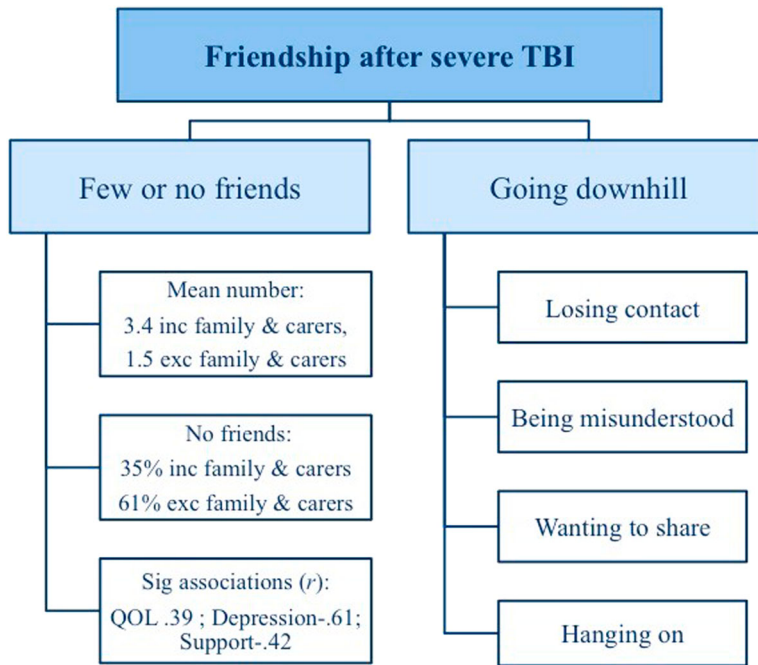 Friendship after severe TBI
Few or no friends
Mean number:
3.4 inc family & carers,
1.5 exc family & carers
No friends:
35% inc family & carers
61% exc family & carers
Sig associations (r):
QOL .39 ; Depression-.61;
Support-.42
Going downhill
Losing contact
Being misunderstood
Wanting to share
Hanging on